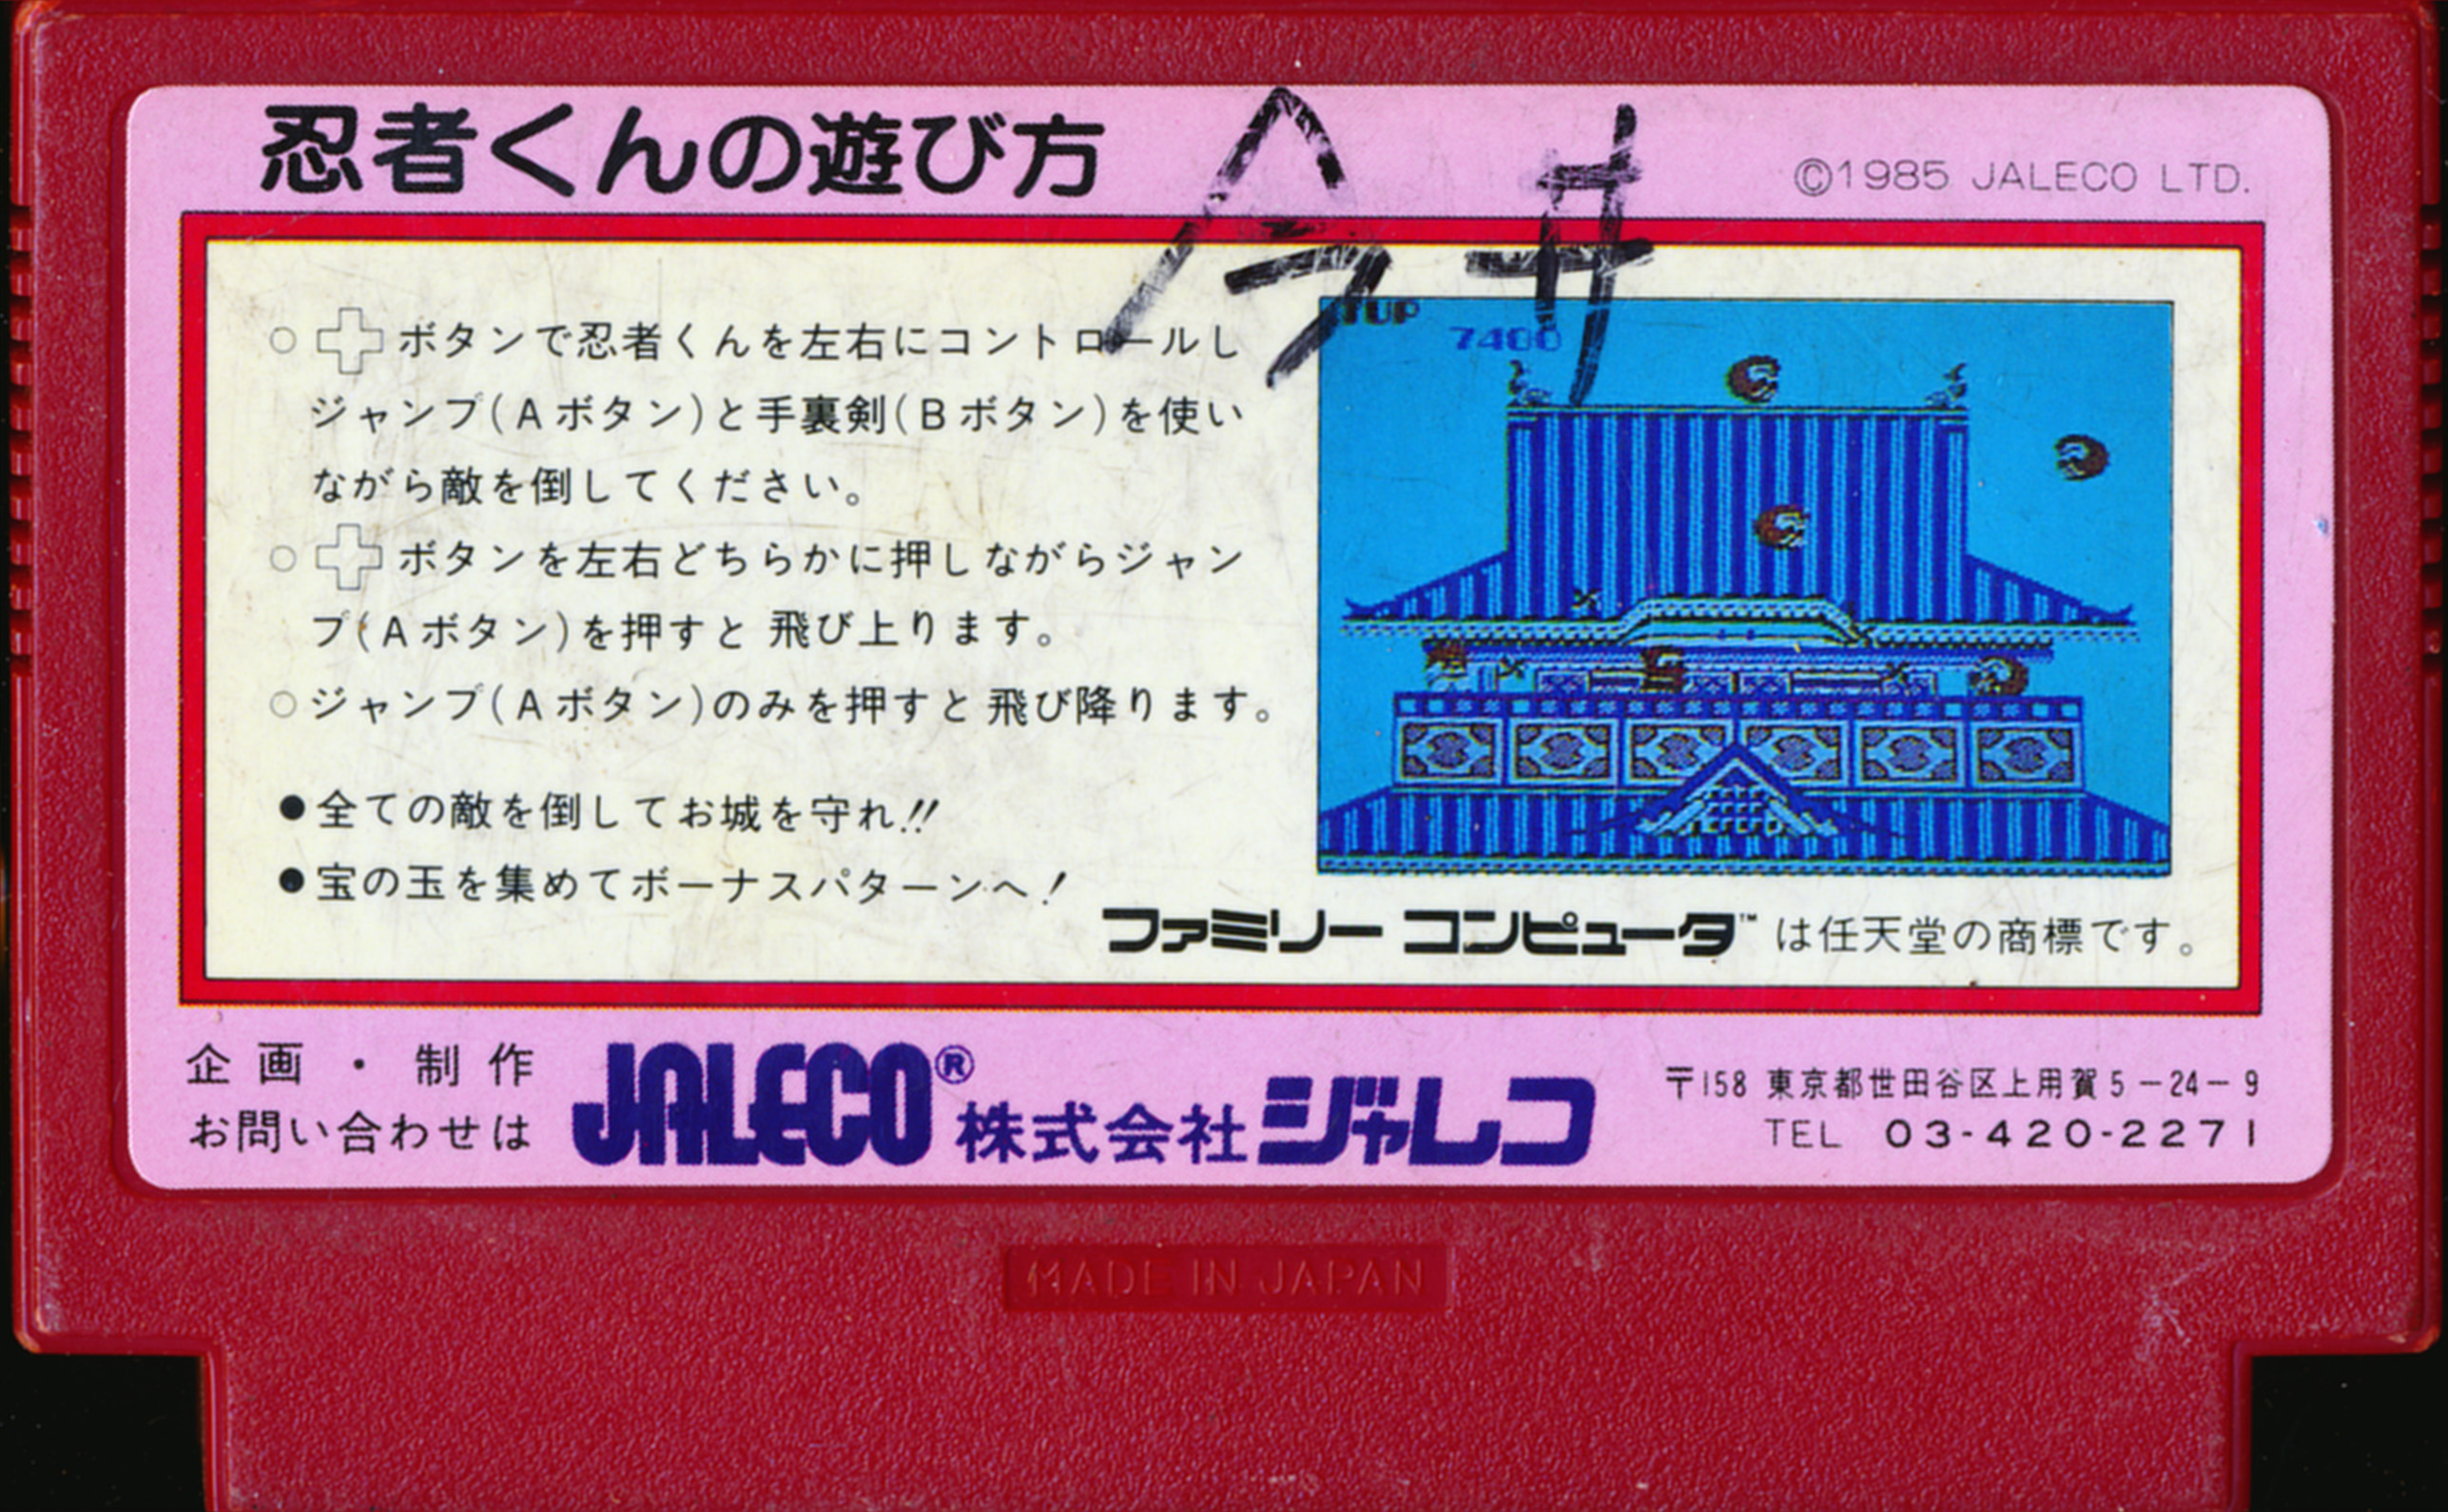 忍者くんの遊び方
今井
©1985 JALECO LTD.
○ボタンで忍者くんを左右にコントロールし
ジャンプ(Aボタン)と手裏剣(Bボタン)を使い
ながら敵を倒してください。
○ボタンを左右どちらかに押しながらジャン
プ(Aボタン)を押すと 飛び上ります。
○ジャンプ(Aボタン)のみを押すと 飛び降ります。
●全ての敵を倒してお城を守れ!!
●宝の玉を集めてボーナスパターンへ!
1UP
7400
ファミリー コンピュータ™ は任天堂の商標です。
企画・制作
お問い合わせは
JALECO® 株式会社ジャレコ
〒158 東京都世田谷区上用賀5-24-9
TEL 03-420-2271
MADE IN JAPAN